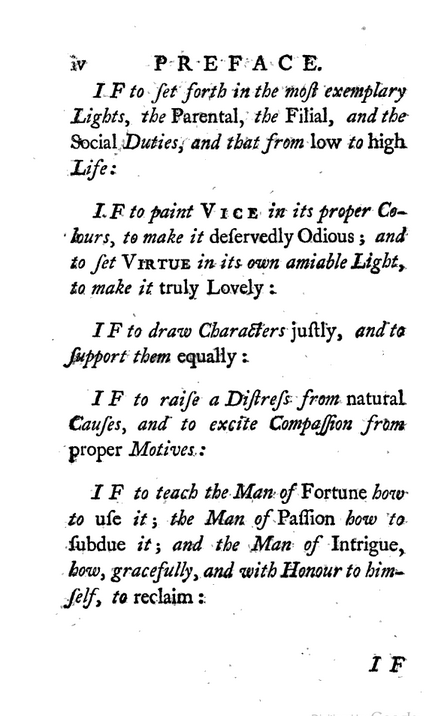 iv PREFACE.
IF to ſet forth in the moſt exemplary
Lights, the Parental, the Filial, and the
Social Duties, and that from low to high
Life:
IF to paint VICE in its proper Co-
lours, to make it deſervedly Odious; and
to ſet VIRTUE in its own amiable Light,
to make it truly Lovely:
IF to draw Characters juſtly, and to
ſupport them equally:
IF to raiſe a Diſtreſs from natural
Cauſes, and to excite Compaſſion from
proper Motives:
IF to teach the Man of Fortune how
to uſe it; the Man of Paſſion how to
ſubdue it; and the Man of Intrigue,
how, gracefully, and with Honour to him-
ſelf, to reclaim:
IF